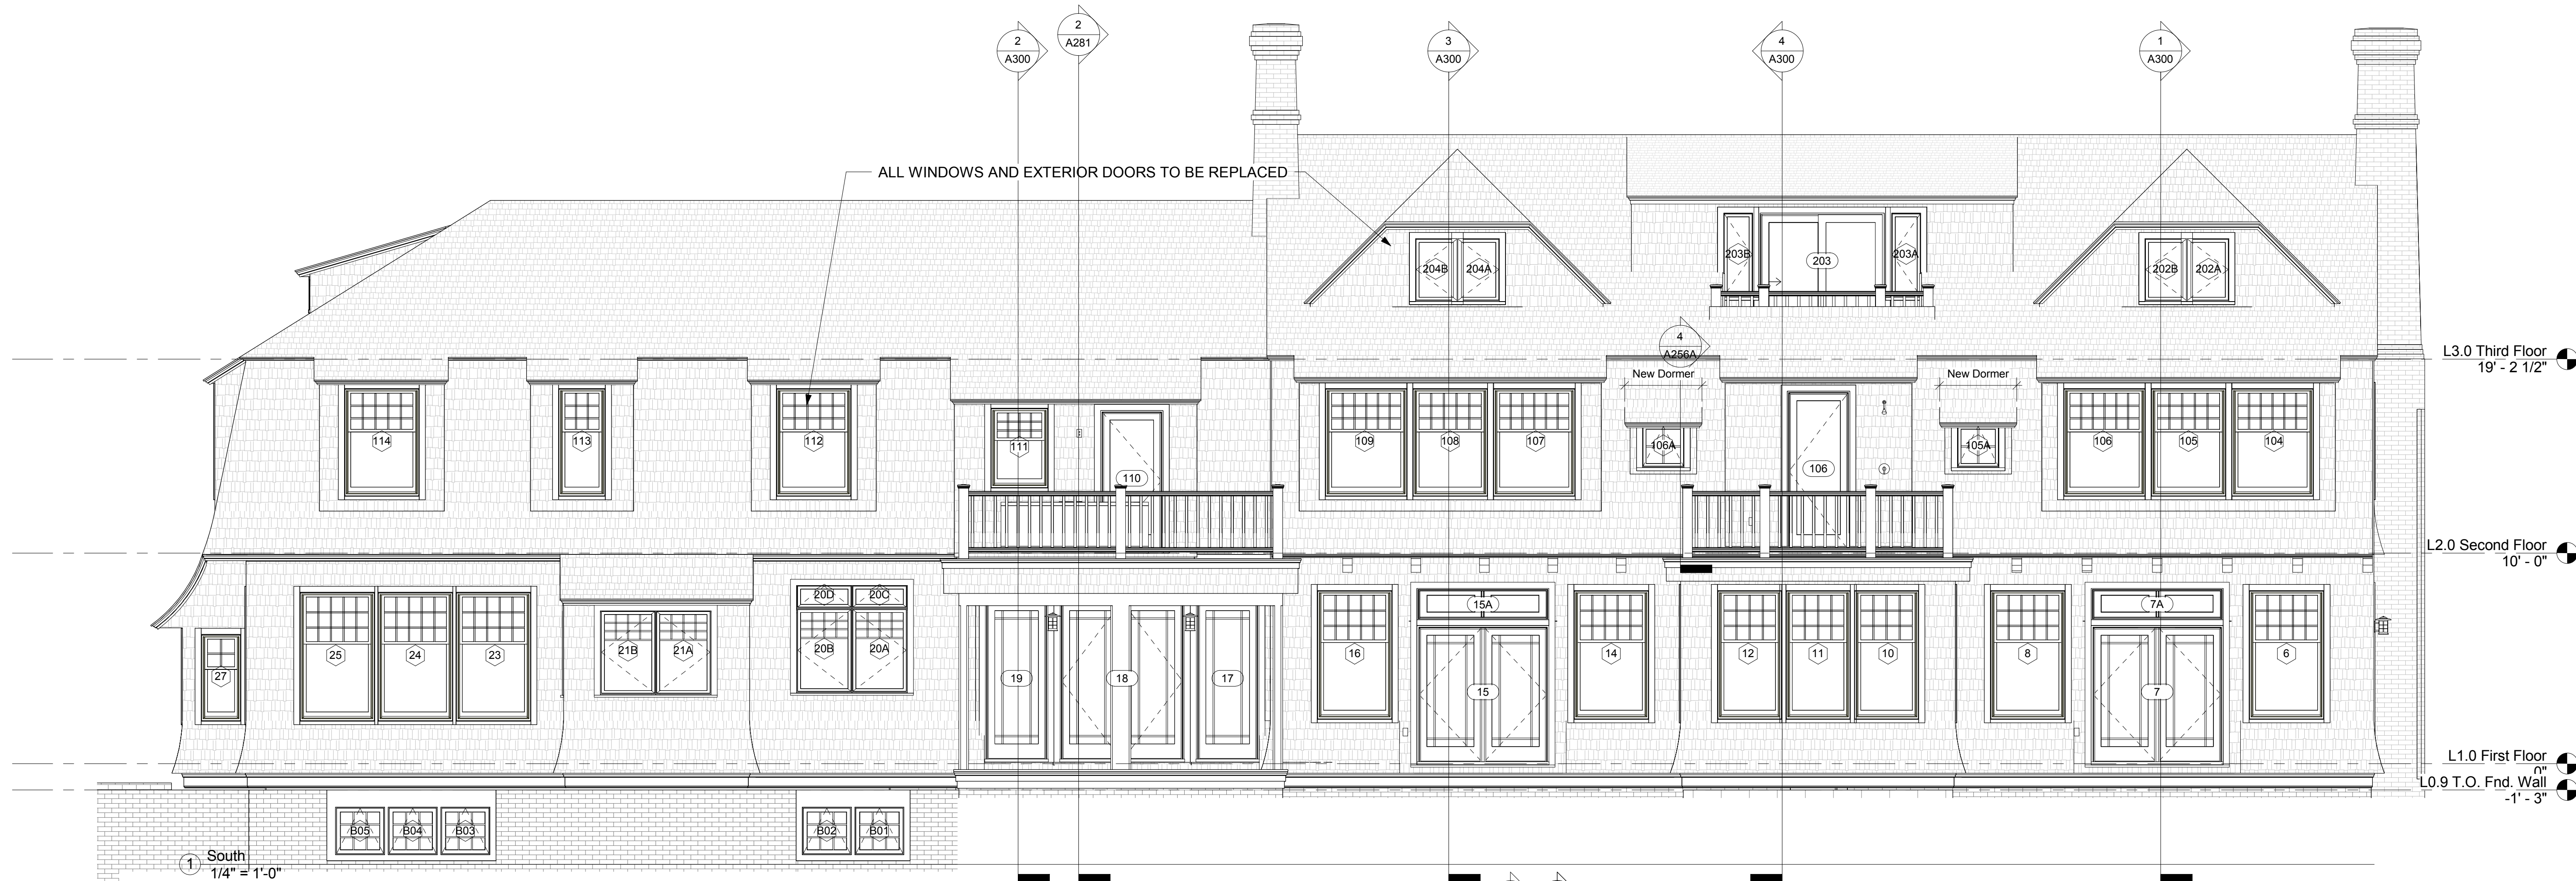 2
A300
2
A281
3
A300
4
A300
1
A300
ALL WINDOWS AND EXTERIOR DOORS TO BE REPLACED
203B
203
203A
204B
204A
202B
202A
4
A256A
L3.0 Third Floor
19' - 2 1/2"
New Dormer
New Dormer
114
113
112
111
110
109
108
107
106A
106
105A
106
105
104
L2.0 Second Floor
10' - 0"
20D
20C
15A
7A
27
25
24
23
21B
21A
20B
20A
19
18
17
16
15
14
12
11
10
8
7
6
L1.0 First Floor
0"
L0.9 T.O. Fnd. Wall
-1' - 3"
B05
B04
B03
B02
B01
1
South
1/4" = 1'-0"